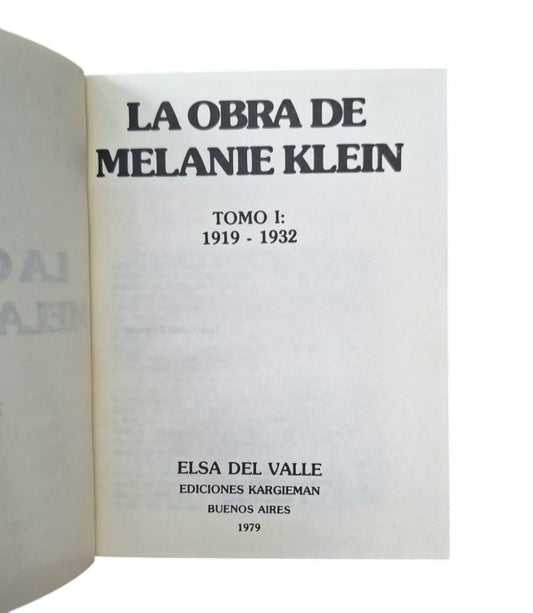 LA OBRA DE
MELANIE KLEIN
TOMO I:
1919 - 1932
ELSA DEL VALLE
EDICIONES KARGIEMAN
BUENOS AIRES
1979